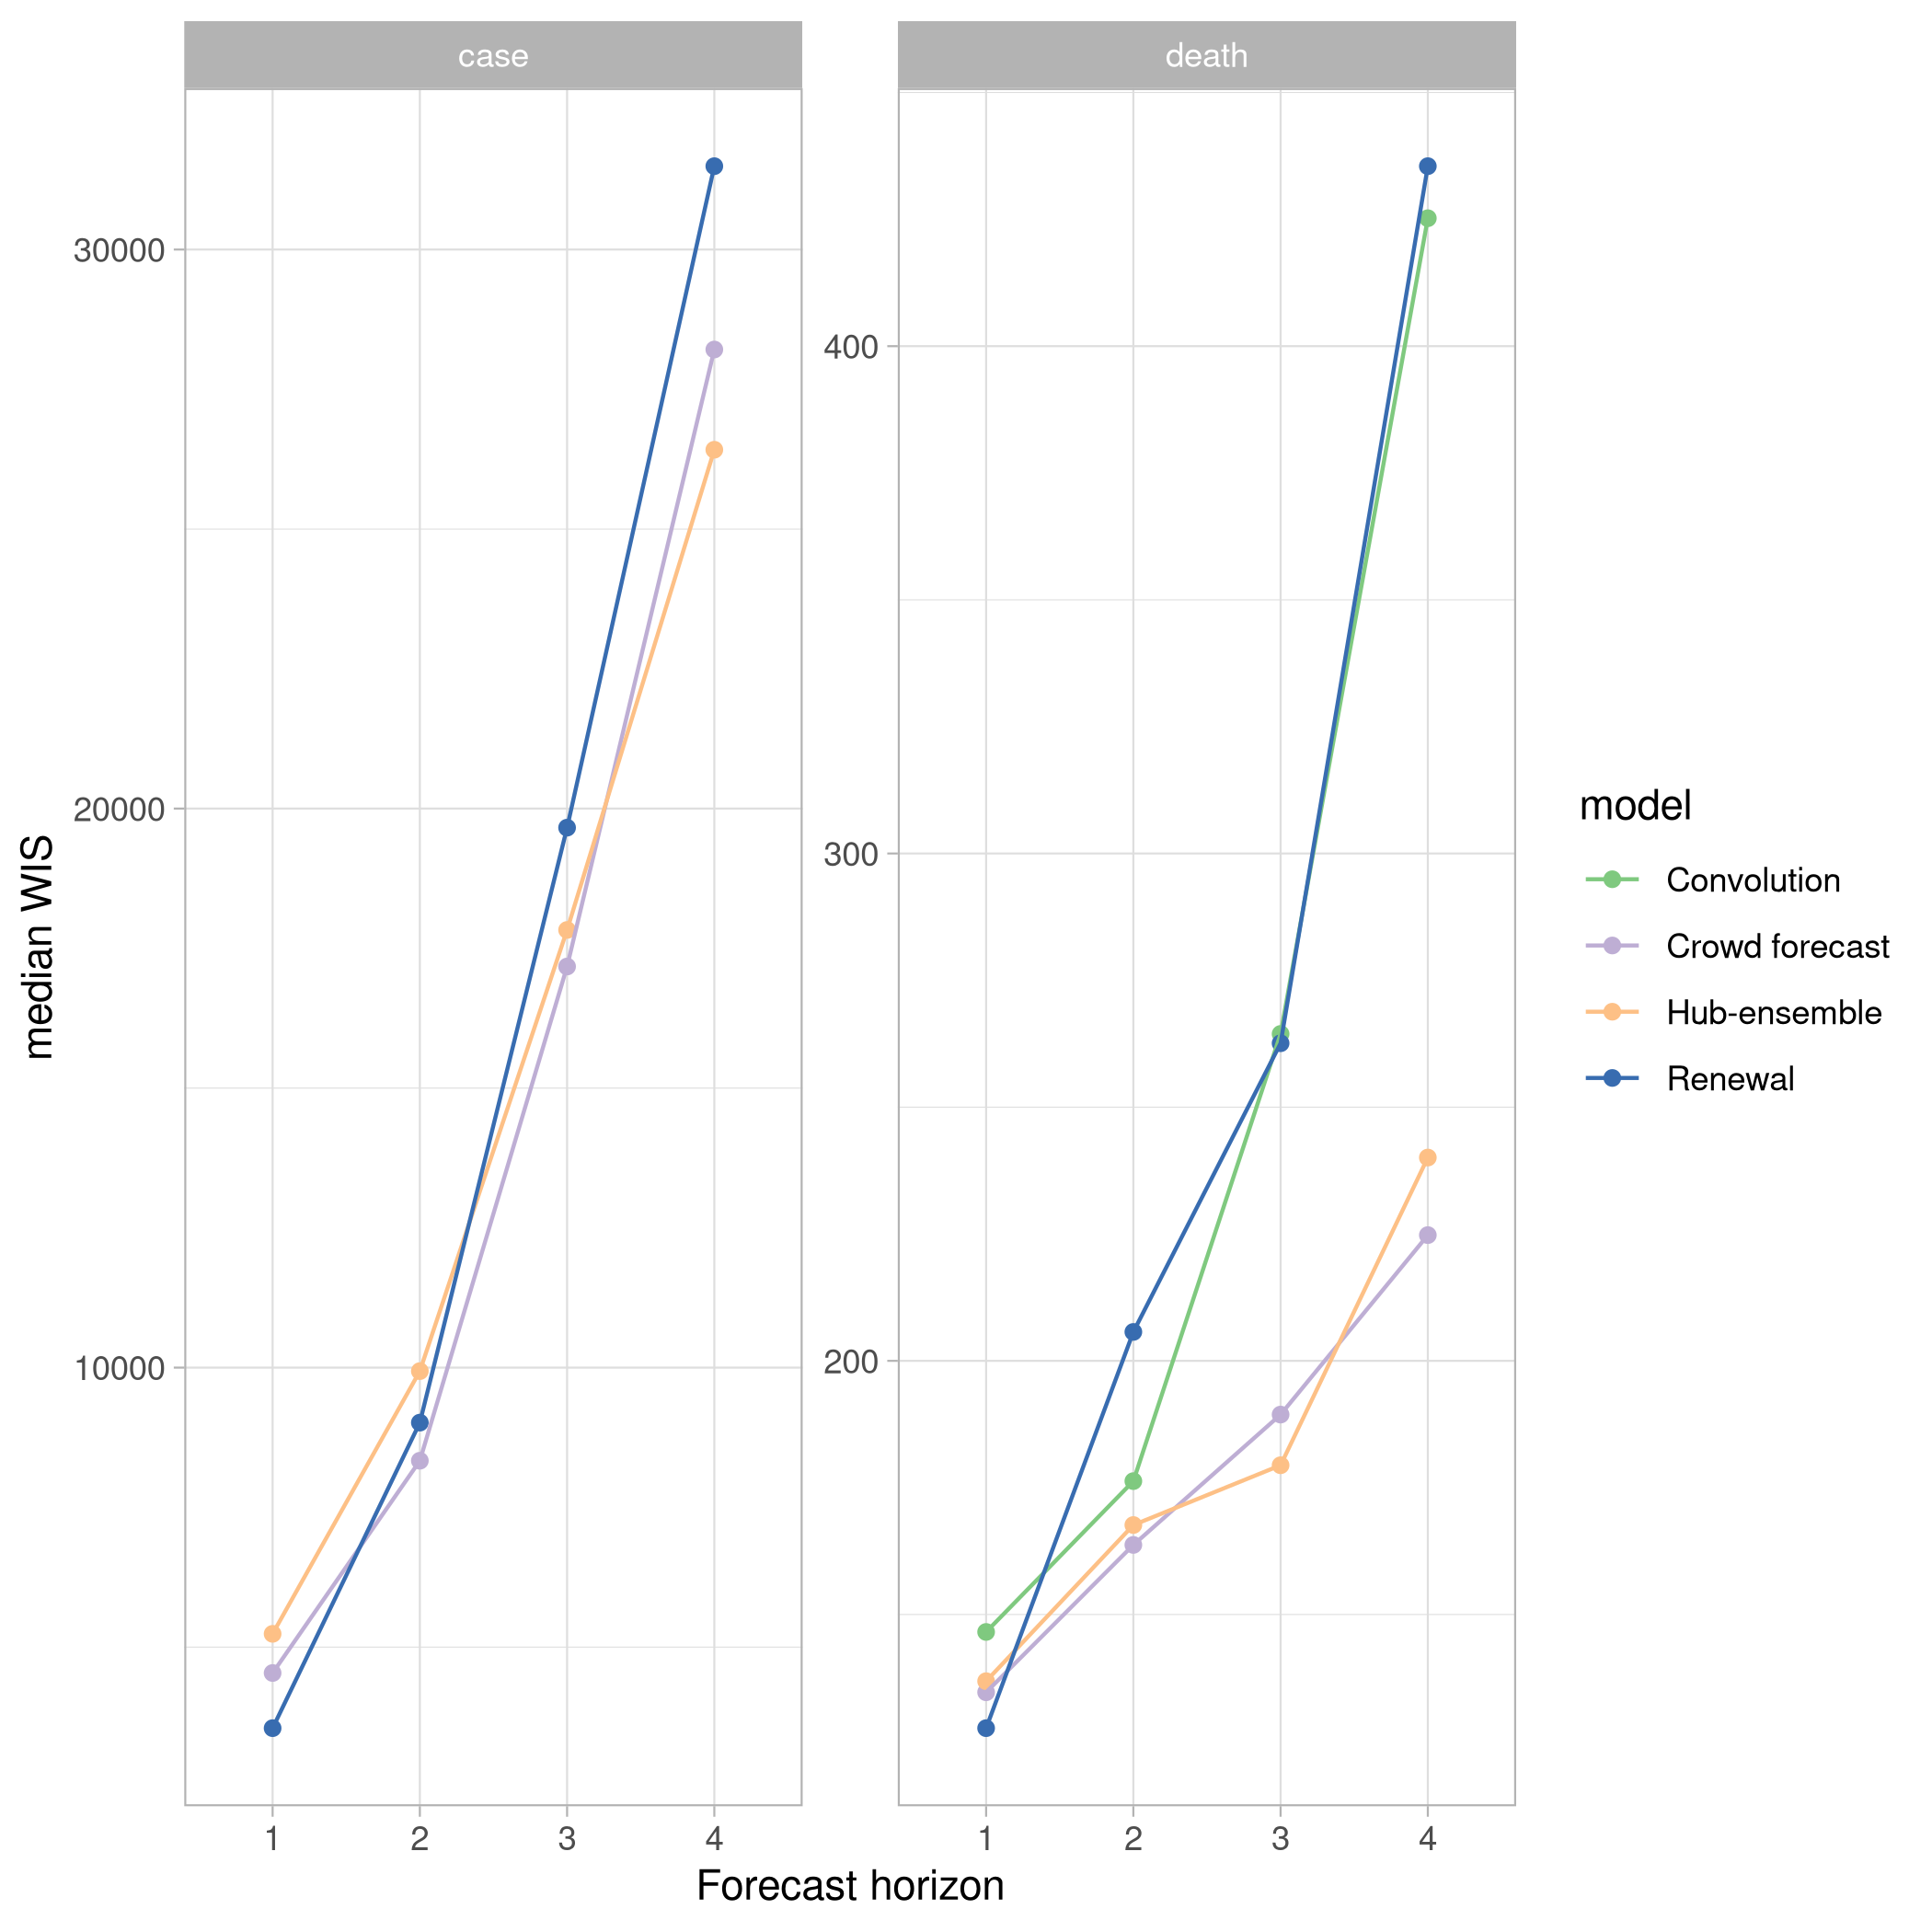 case
death
30000
20000
10000
400
300
200
median WIS
1 2 3 4
1 2 3 4
Forecast horizon
model
Convolution
Crowd forecast
Hub-ensemble
Renewal